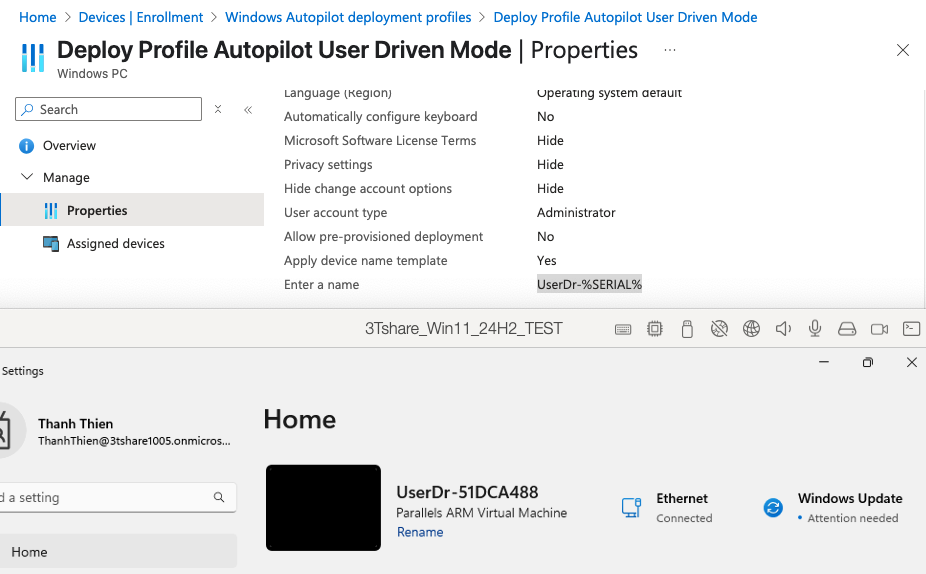 Home > Devices | Enrollment > Windows Autopilot deployment profiles > Deploy Profile Autopilot User Driven Mode
Deploy Profile Autopilot User Driven Mode | Properties ...
Windows PC
Search
Overview
Manage
Properties
Assigned devices
Language (Region) Operating system default
Automatically configure keyboard No
Microsoft Software License Terms Hide
Privacy settings Hide
Hide change account options Hide
User account type Administrator
Allow pre-provisioned deployment No
Apply device name template Yes
Enter a name UserDr-%SERIAL%
3Tshare_Win11_24H2_TEST
Settings
Thanh Thien
ThanhThien@3tshare1005.onmicros...
d a setting
Home
Home
UserDr-51DCA488
Parallels ARM Virtual Machine
Rename
Ethernet
Connected
Windows Update
• Attention needed